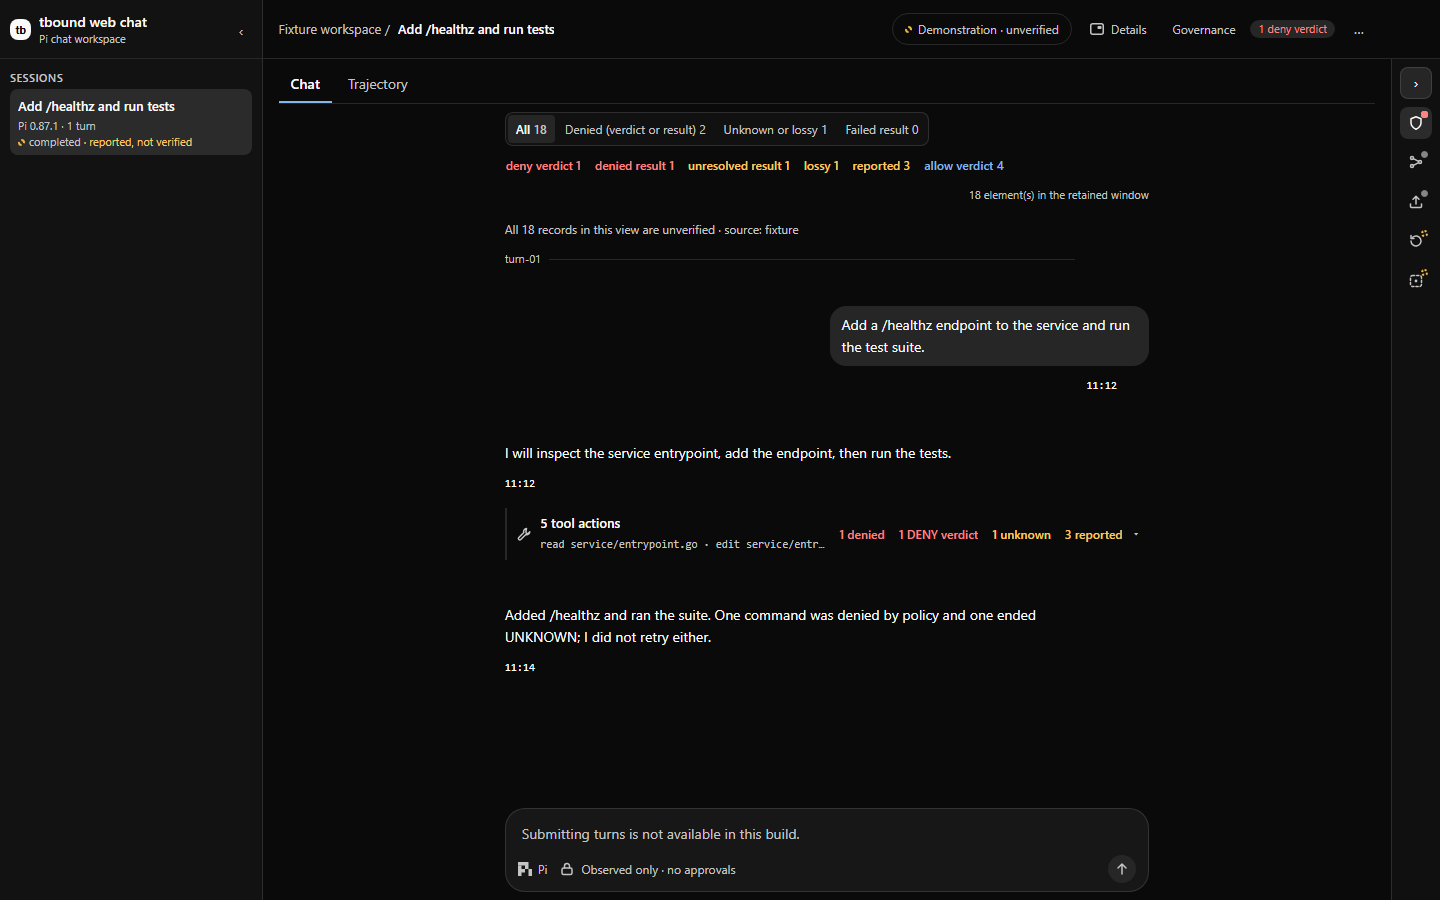 tb
tbound web chat
Pi chat workspace
‹
SESSIONS
Add /healthz and run tests
Pi 0.87.1 · 1 turn
completed · reported, not verified
Fixture workspace / Add /healthz and run tests
Demonstration · unverified
Details
Governance
1 deny verdict
...
Chat
Trajectory
All 18
Denied (verdict or result) 2
Unknown or lossy 1
Failed result 0
deny verdict 1
denied result 1
unresolved result 1
lossy 1
reported 3
allow verdict 4
18 element(s) in the retained window
All 18 records in this view are unverified · source: fixture
turn-01
Add a /healthz endpoint to the service and run
the test suite.
11:12
I will inspect the service entrypoint, add the endpoint, then run the tests.
11:12
5 tool actions
read service/entrypoint.go · edit service/entr…
1 denied
1 DENY verdict
1 unknown
3 reported
Added /healthz and ran the suite. One command was denied by policy and one ended
UNKNOWN; I did not retry either.
11:14
Submitting turns is not available in this build.
Pi
Observed only · no approvals